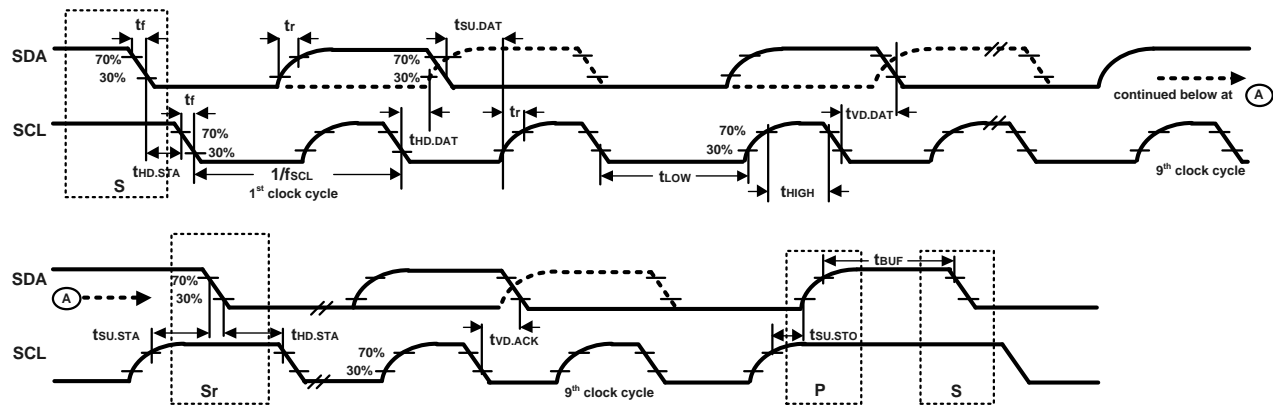 tf
tr
tSU.DAT
SDA
70%
30%
70%
30%
continued below at A
tf
tr
tVD.DAT
SCL
70%
30%
tHD.DAT
70%
30%
tHD.STA
1/fSCL
1st clock cycle
tLOW
tHIGH
9th clock cycle
S
SDA
70%
30%
A
tBUF
tSU.STA
tHD.STA
tVD.ACK
tSU.STO
SCL
70%
30%
9th clock cycle
Sr
P
S